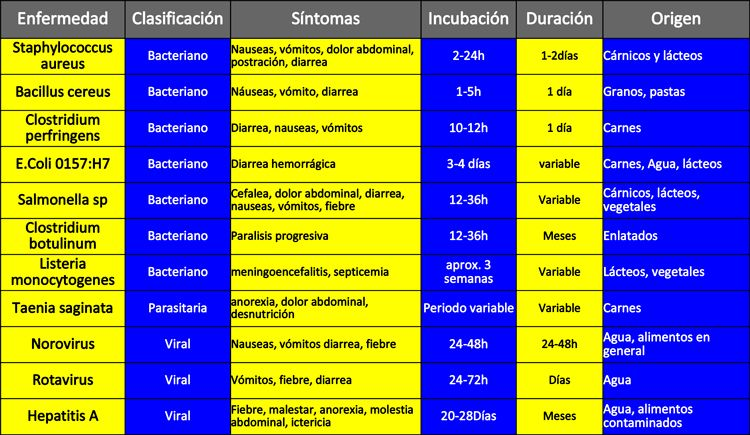 Enfermedad Clasificación Síntomas Incubación Duración Origen
Staphylococcus aureus Bacteriano Nauseas, vómitos, dolor abdominal, postración, diarrea 2-24h 1-2días Cárnicos y lácteos
Bacillus cereus Bacteriano Náuseas, vómito, diarrea 1-5h 1 día Granos, pastas
Clostridium perfringens Bacteriano Diarrea, nauseas, vómitos 10-12h 1 día Carnes
E.Coli 0157:H7 Bacteriano Diarrea hemorrágica 3-4 días variable Carnes, Agua, lácteos
Salmonella sp Bacteriano Cefalea, dolor abdominal, diarrea, nauseas, vómitos, fiebre 12-36h Variable Cárnicos, lácteos, vegetales
Clostridium botulinum Bacteriano Paralisis progresiva 12-36h Meses Enlatados
Listeria monocytogenes Bacteriano meningoencefalitis, septicemia aprox. 3 semanas Variable Lácteos, vegetales
Taenia saginata Parasitaria anorexia, dolor abdominal, desnutrición Periodo variable Variable Carnes
Norovirus Viral Nauseas, vómitos diarrea, fiebre 24-48h 24-48h Agua, alimentos en general
Rotavirus Viral Vómitos, fiebre, diarrea 24-72h Días Agua
Hepatitis A Viral Fiebre, malestar, anorexia, molestia abdominal, ictericia 20-28Días Meses Agua, alimentos contaminados